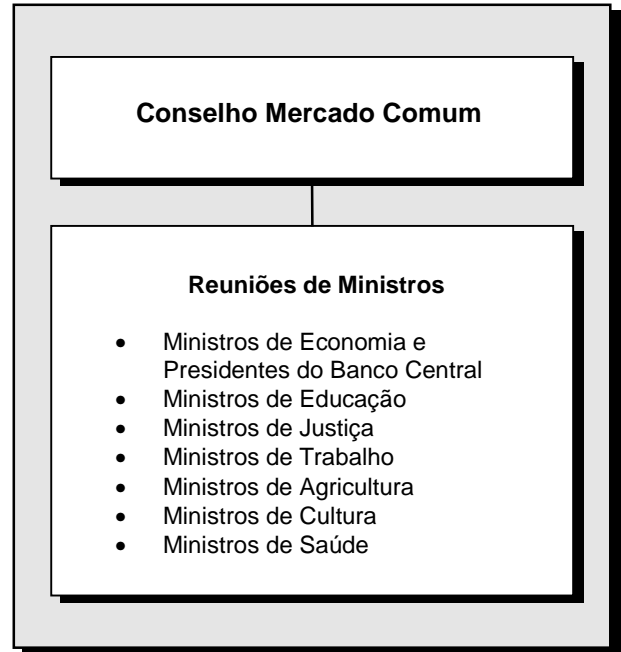 Conselho Mercado Comum
Reuniões de Ministros
• Ministros de Economia e
Presidentes do Banco Central
• Ministros de Educação
• Ministros de Justiça
• Ministros de Trabalho
• Ministros de Agricultura
• Ministros de Cultura
• Ministros de Saúde